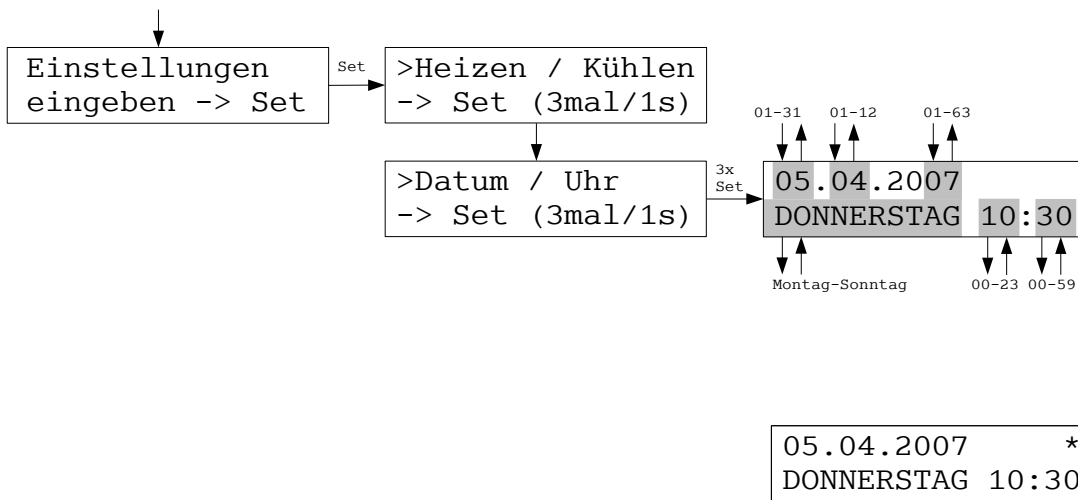 Einstellungen
eingeben -> Set
Set
>Heizen / Kühlen
-> Set (3mal/1s)
>Datum / Uhr
-> Set (3mal/1s)
3x
Set
01-31 01-12 01-63
05.04.2007
DONNERSTAG 10:30
Montag-Sonntag 00-23 00-59
05.04.2007 *
DONNERSTAG 10:30